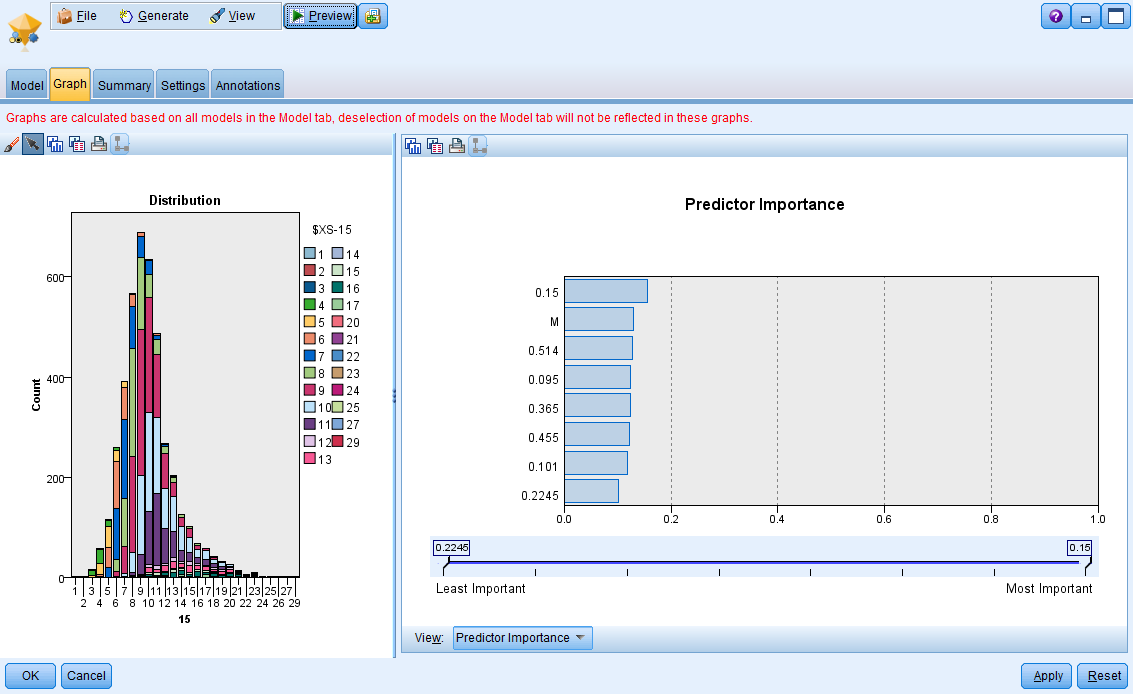 File Generate View Preview
Model Graph Summary Settings Annotations
Graphs are calculated based on all models in the Model tab, deselection of models on the Model tab will not be reflected in these graphs.
Distribution
$XS-15
1 14
2 15
3 16
4 17
5 20
6 21
7 22
8 23
9 24
10 25
11 27
12 29
13
Count
600
400
200
0
1 3 5 7 9 11 13 15 17 19 21 23 25 27
2 4 6 8 10 12 14 16 18 20 22 24 26 29
15
Predictor Importance
0.15
M
0.514
0.095
0.365
0.455
0.101
0.2245
0.0 0.2 0.4 0.6 0.8 1.0
0.2245 0.15
Least Important Most Important
View: Predictor Importance
OK Cancel Apply Reset